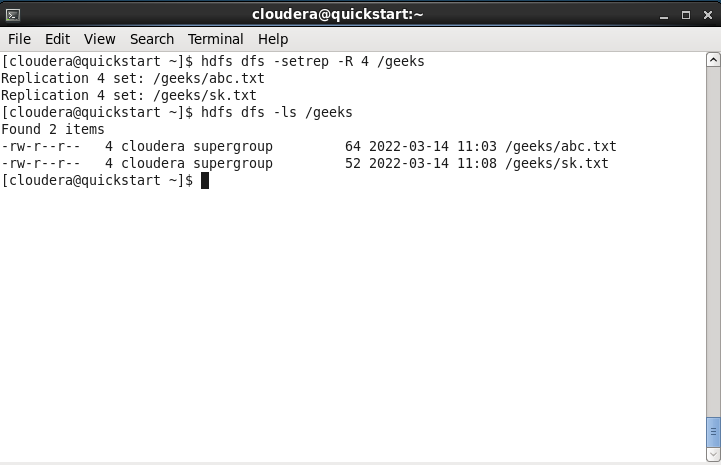 cloudera@quickstart:~
File Edit View Search Terminal Help
[cloudera@quickstart ~]$ hdfs dfs -setrep -R 4 /geeks
Replication 4 set: /geeks/abc.txt
Replication 4 set: /geeks/sk.txt
[cloudera@quickstart ~]$ hdfs dfs -ls /geeks
Found 2 items
-rw-r--r--   4 cloudera supergroup         64 2022-03-14 11:03 /geeks/abc.txt
-rw-r--r--   4 cloudera supergroup         52 2022-03-14 11:08 /geeks/sk.txt
[cloudera@quickstart ~]$